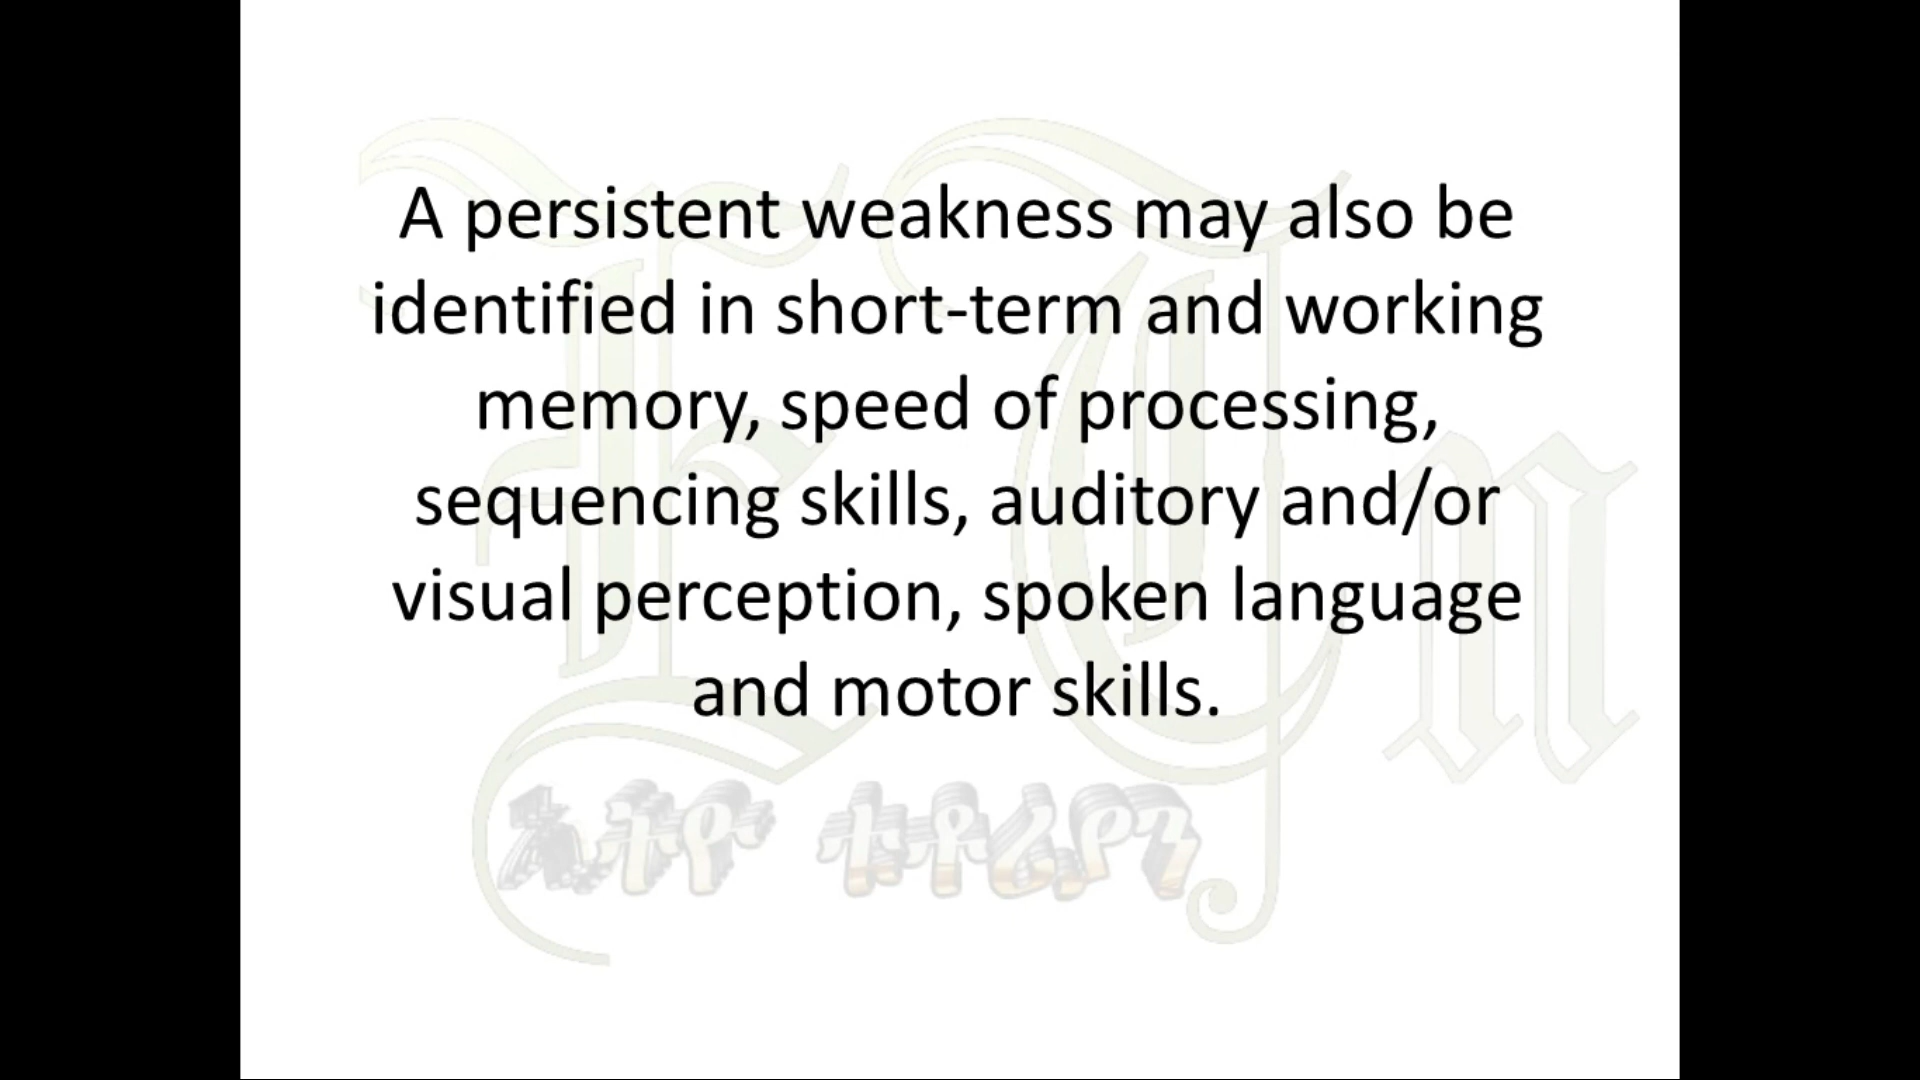 A persistent weakness may also be
identified in short-term and working
memory, speed of processing,
sequencing skills, auditory and/or
visual perception, spoken language
and motor skills.